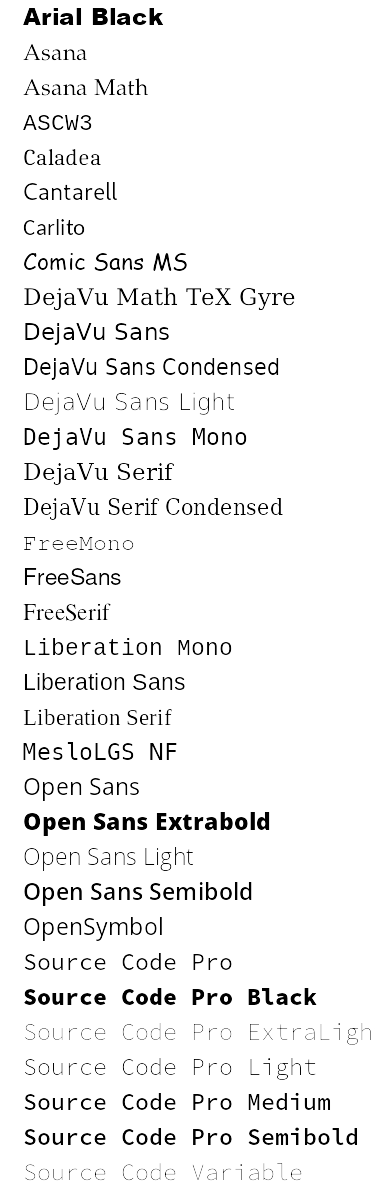 Arial Black
Asana
Asana Math
ASCW3
Caladea
Cantarell
Carlito
Comic Sans MS
DejaVu Math TeX Gyre
DejaVu Sans
DejaVu Sans Condensed
DejaVu Sans Light
DejaVu Sans Mono
DejaVu Serif
DejaVu Serif Condensed
FreeMono
FreeSans
FreeSerif
Liberation Mono
Liberation Sans
Liberation Serif
MesloLGS NF
Open Sans
Open Sans Extrabold
Open Sans Light
Open Sans Semibold
OpenSymbol
Source Code Pro
Source Code Pro Black
Source Code Pro ExtraLigh
Source Code Pro Light
Source Code Pro Medium
Source Code Pro Semibold
Source Code Variable